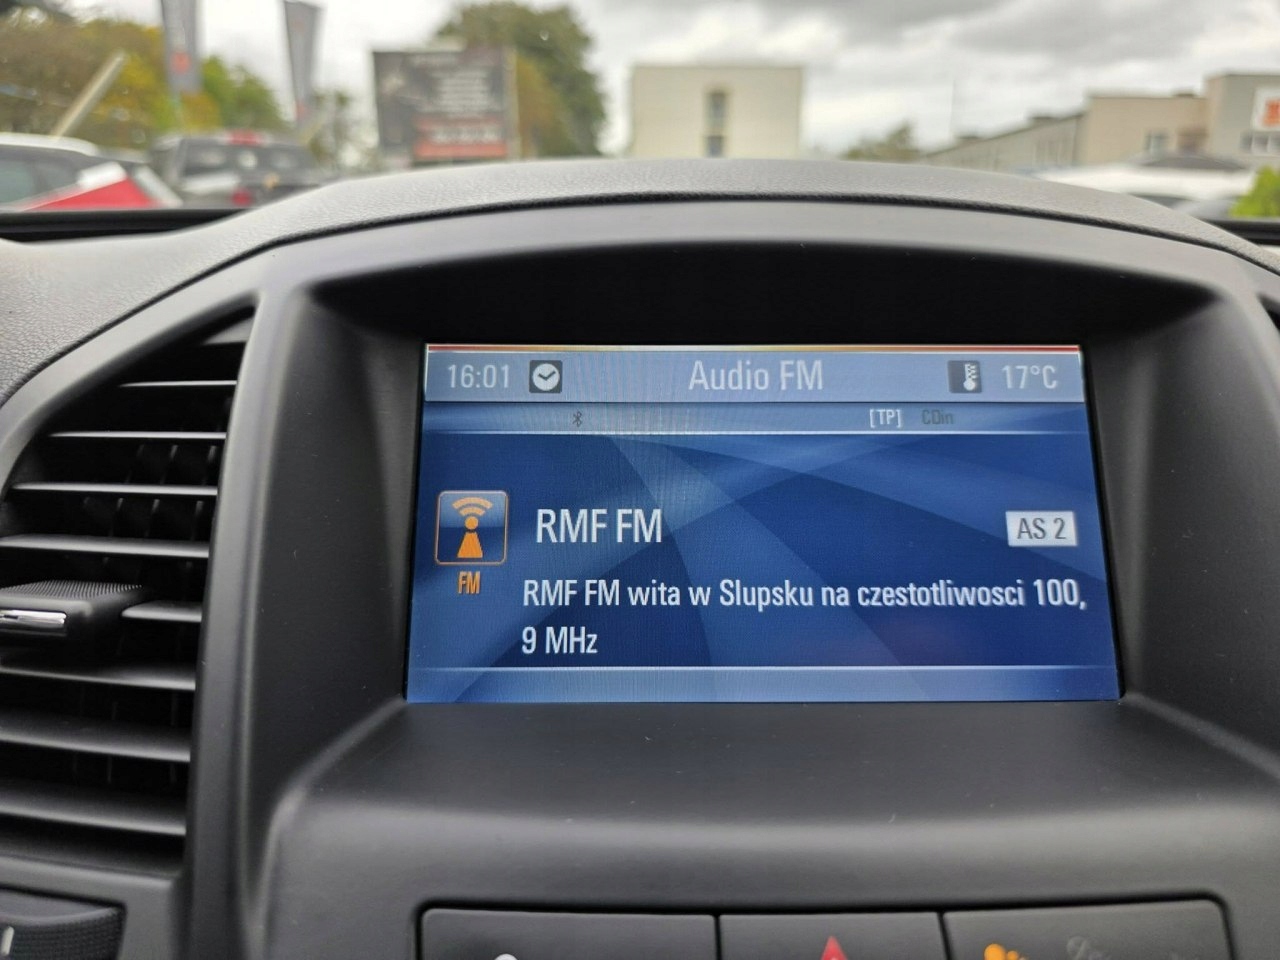 16:01 Audio FM 17°C
[TP] CDin
RMF FM AS 2
FM
RMF FM wita w Slupsku na czestotliwosci 100,
9 MHz